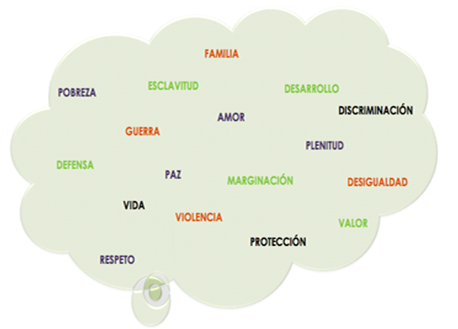 FAMILIA
ESCLAVITUD
DESARROLLO
POBREZA
DISCRIMINACIÓN
AMOR
GUERRA
PLENITUD
DEFENSA
PAZ
MARGINACIÓN
DESIGUALDAD
VIDA
VIOLENCIA
VALOR
PROTECCIÓN
RESPETO